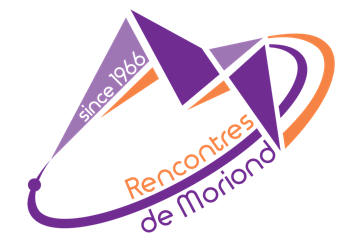 since 1966
Rencontres
de Moriond